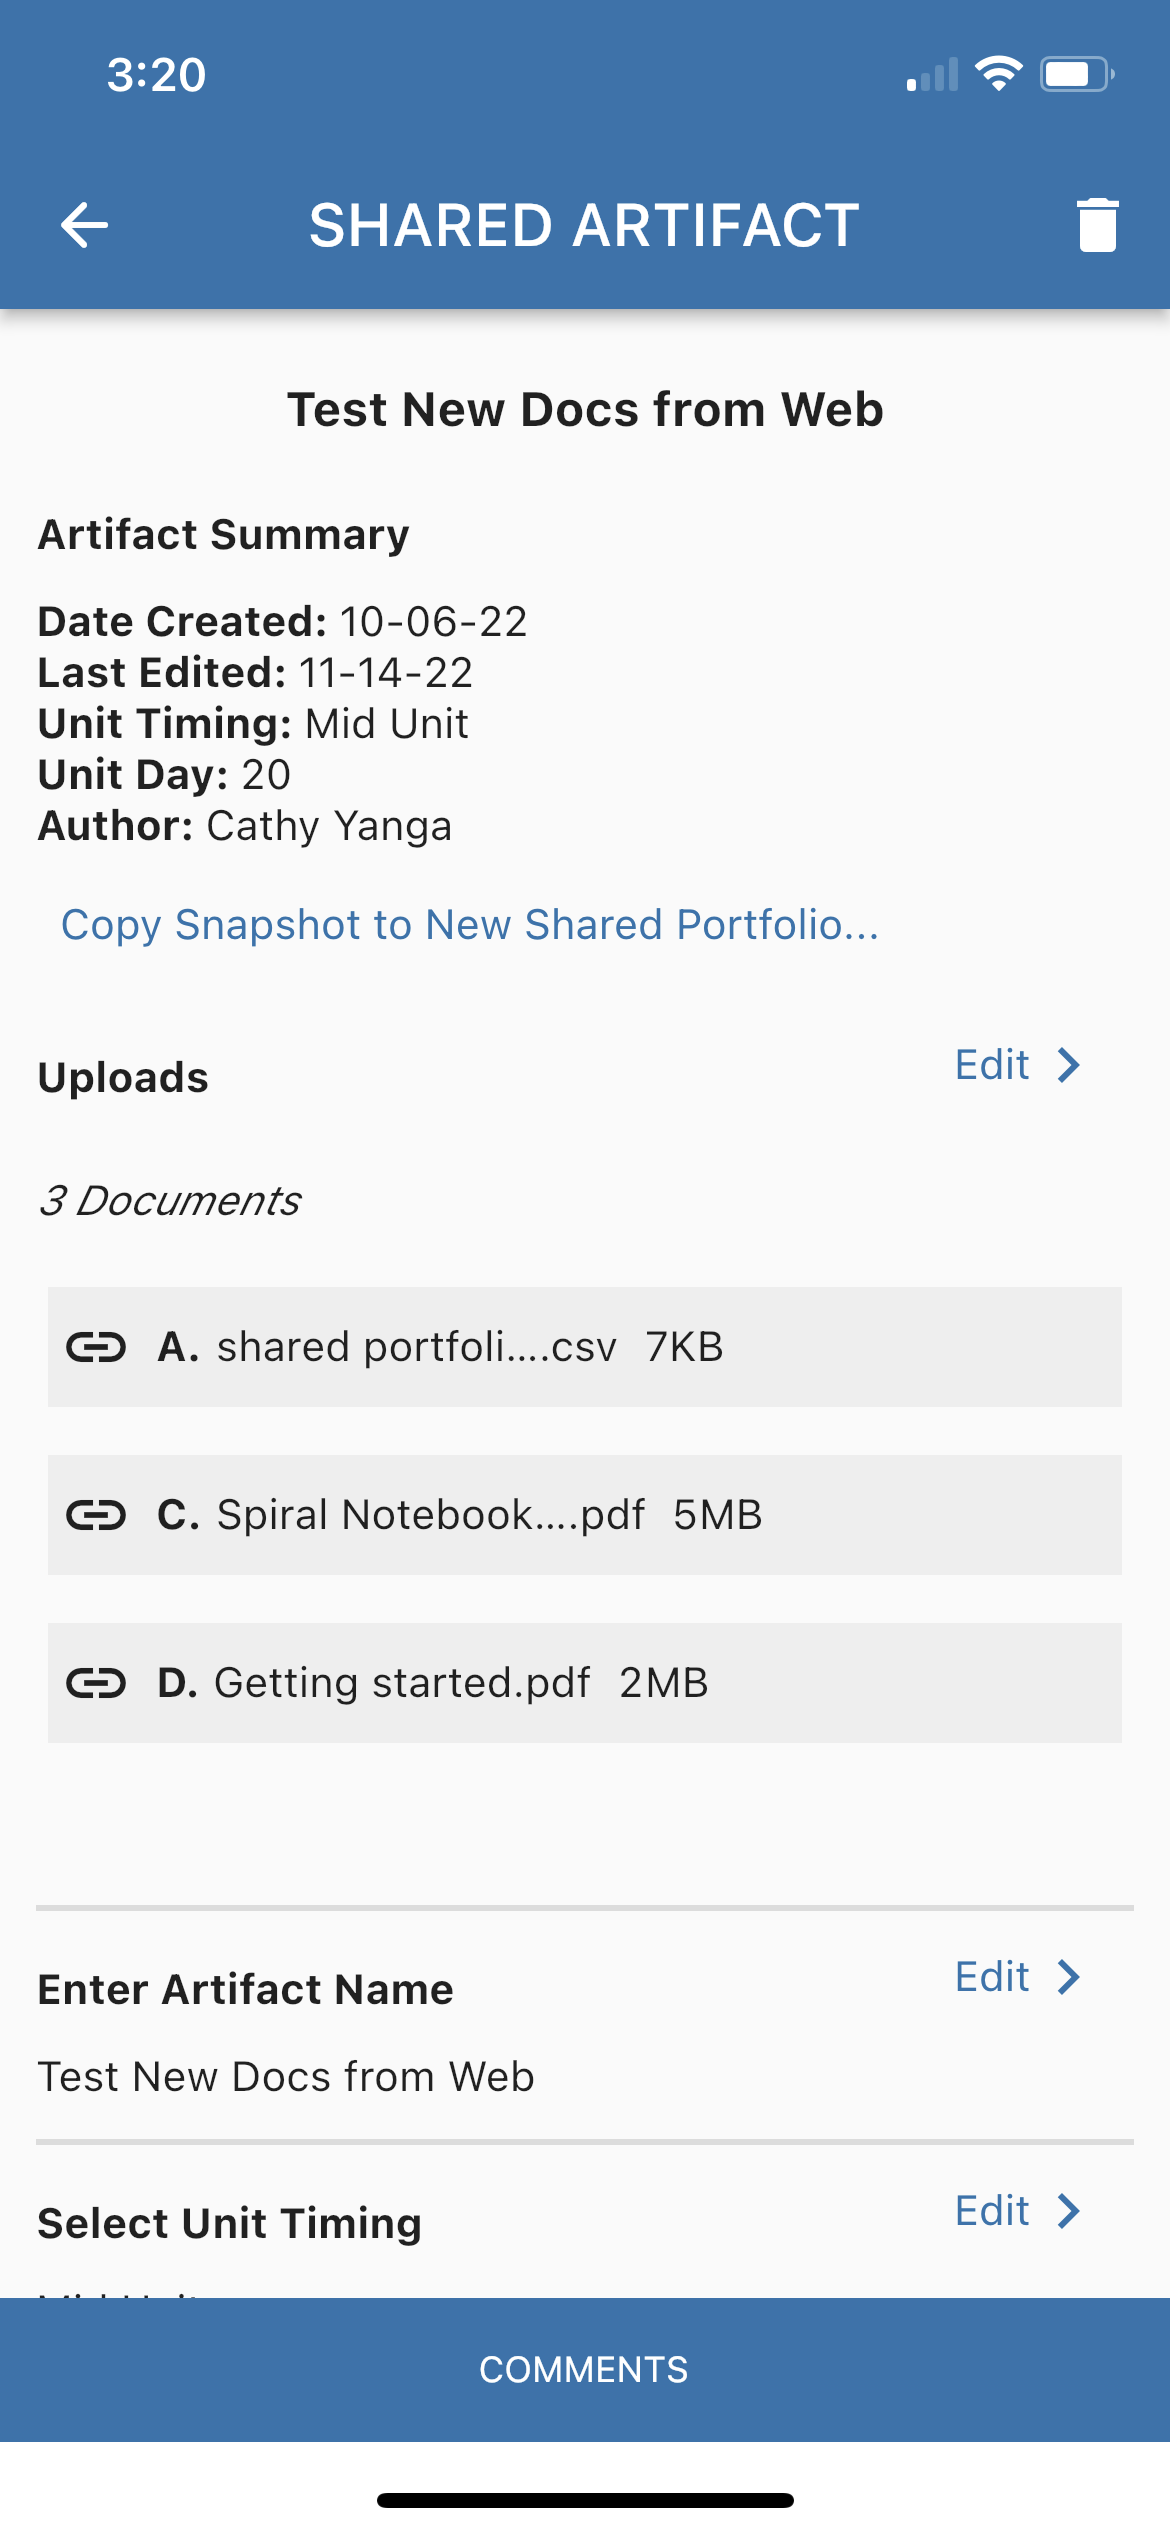 3:20
SHARED ARTIFACT
Test New Docs from Web
Artifact Summary
Date Created: 10-06-22
Last Edited: 11-14-22
Unit Timing: Mid Unit
Unit Day: 20
Author: Cathy Yanga
Copy Snapshot to New Shared Portfolio...
Uploads
Edit
3 Documents
A. shared portfoli....csv 7KB
C. Spiral Notebook....pdf 5MB
D. Getting started.pdf 2MB
Enter Artifact Name
Edit
Test New Docs from Web
Select Unit Timing
Edit
COMMENTS